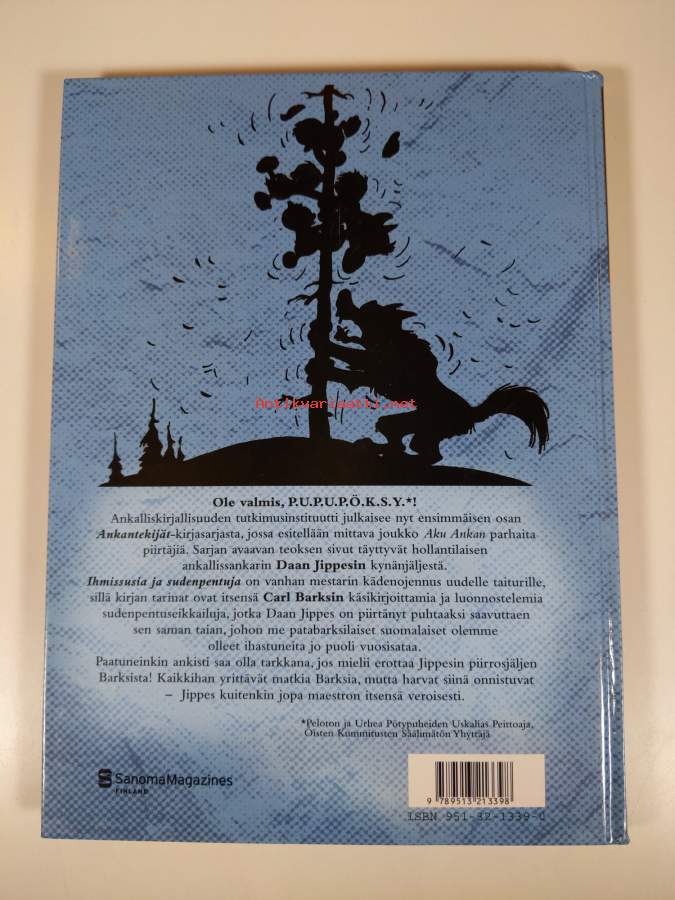 Antikvariaatti.net
Ole valmis, P.U.P.U.P.Ö.K.S.Y.*!
Ankalliskirjallisuuden tutkimusinstituutti julkaisee nyt ensimmäisen osan
Ankantekijät-kirjasarjasta, jossa esitellään mittava joukko Aku Ankan parhaita
piirtäjiä. Sarjan avaavan teoksen sivut täyttyvät hollantilaisen
ankallissankarin Daan Jippesin kynänjäljestä.
Ihmissusia ja sudenpentuja on vanhan mestarin kädenojennus uudelle taiturille,
sillä kirjan tarinat ovat itsensä Carl Barksin käsikirjoittamia ja luonnostelemia
sudenpentuseikkailuja, jotka Daan Jippes on piirtänyt puhtaaksi saavuttaen
sen saman taian, johon me patabarksilaiset suomalaiset olemme
olleet ihastuneita jo puoli vuosisataa.
Paatuneinkin ankisti saa olla tarkkana, jos mielii erottaa Jippesin piirrosjäljen
Barksista! Kaikkihan yrittävät matkia Barksia, mutta harvat siinä onnistuvat
– Jippes kuitenkin jopa maestron itsensä veroisesti.
*Peloton ja Urhea Pötypuheiden Uskalias Peittoaja,
Öisten Kummitusten Säälimätön Yhyttäjä
SanomaMagazines
FINLAND
9 789513 213398
ISBN 951-32-1339-0